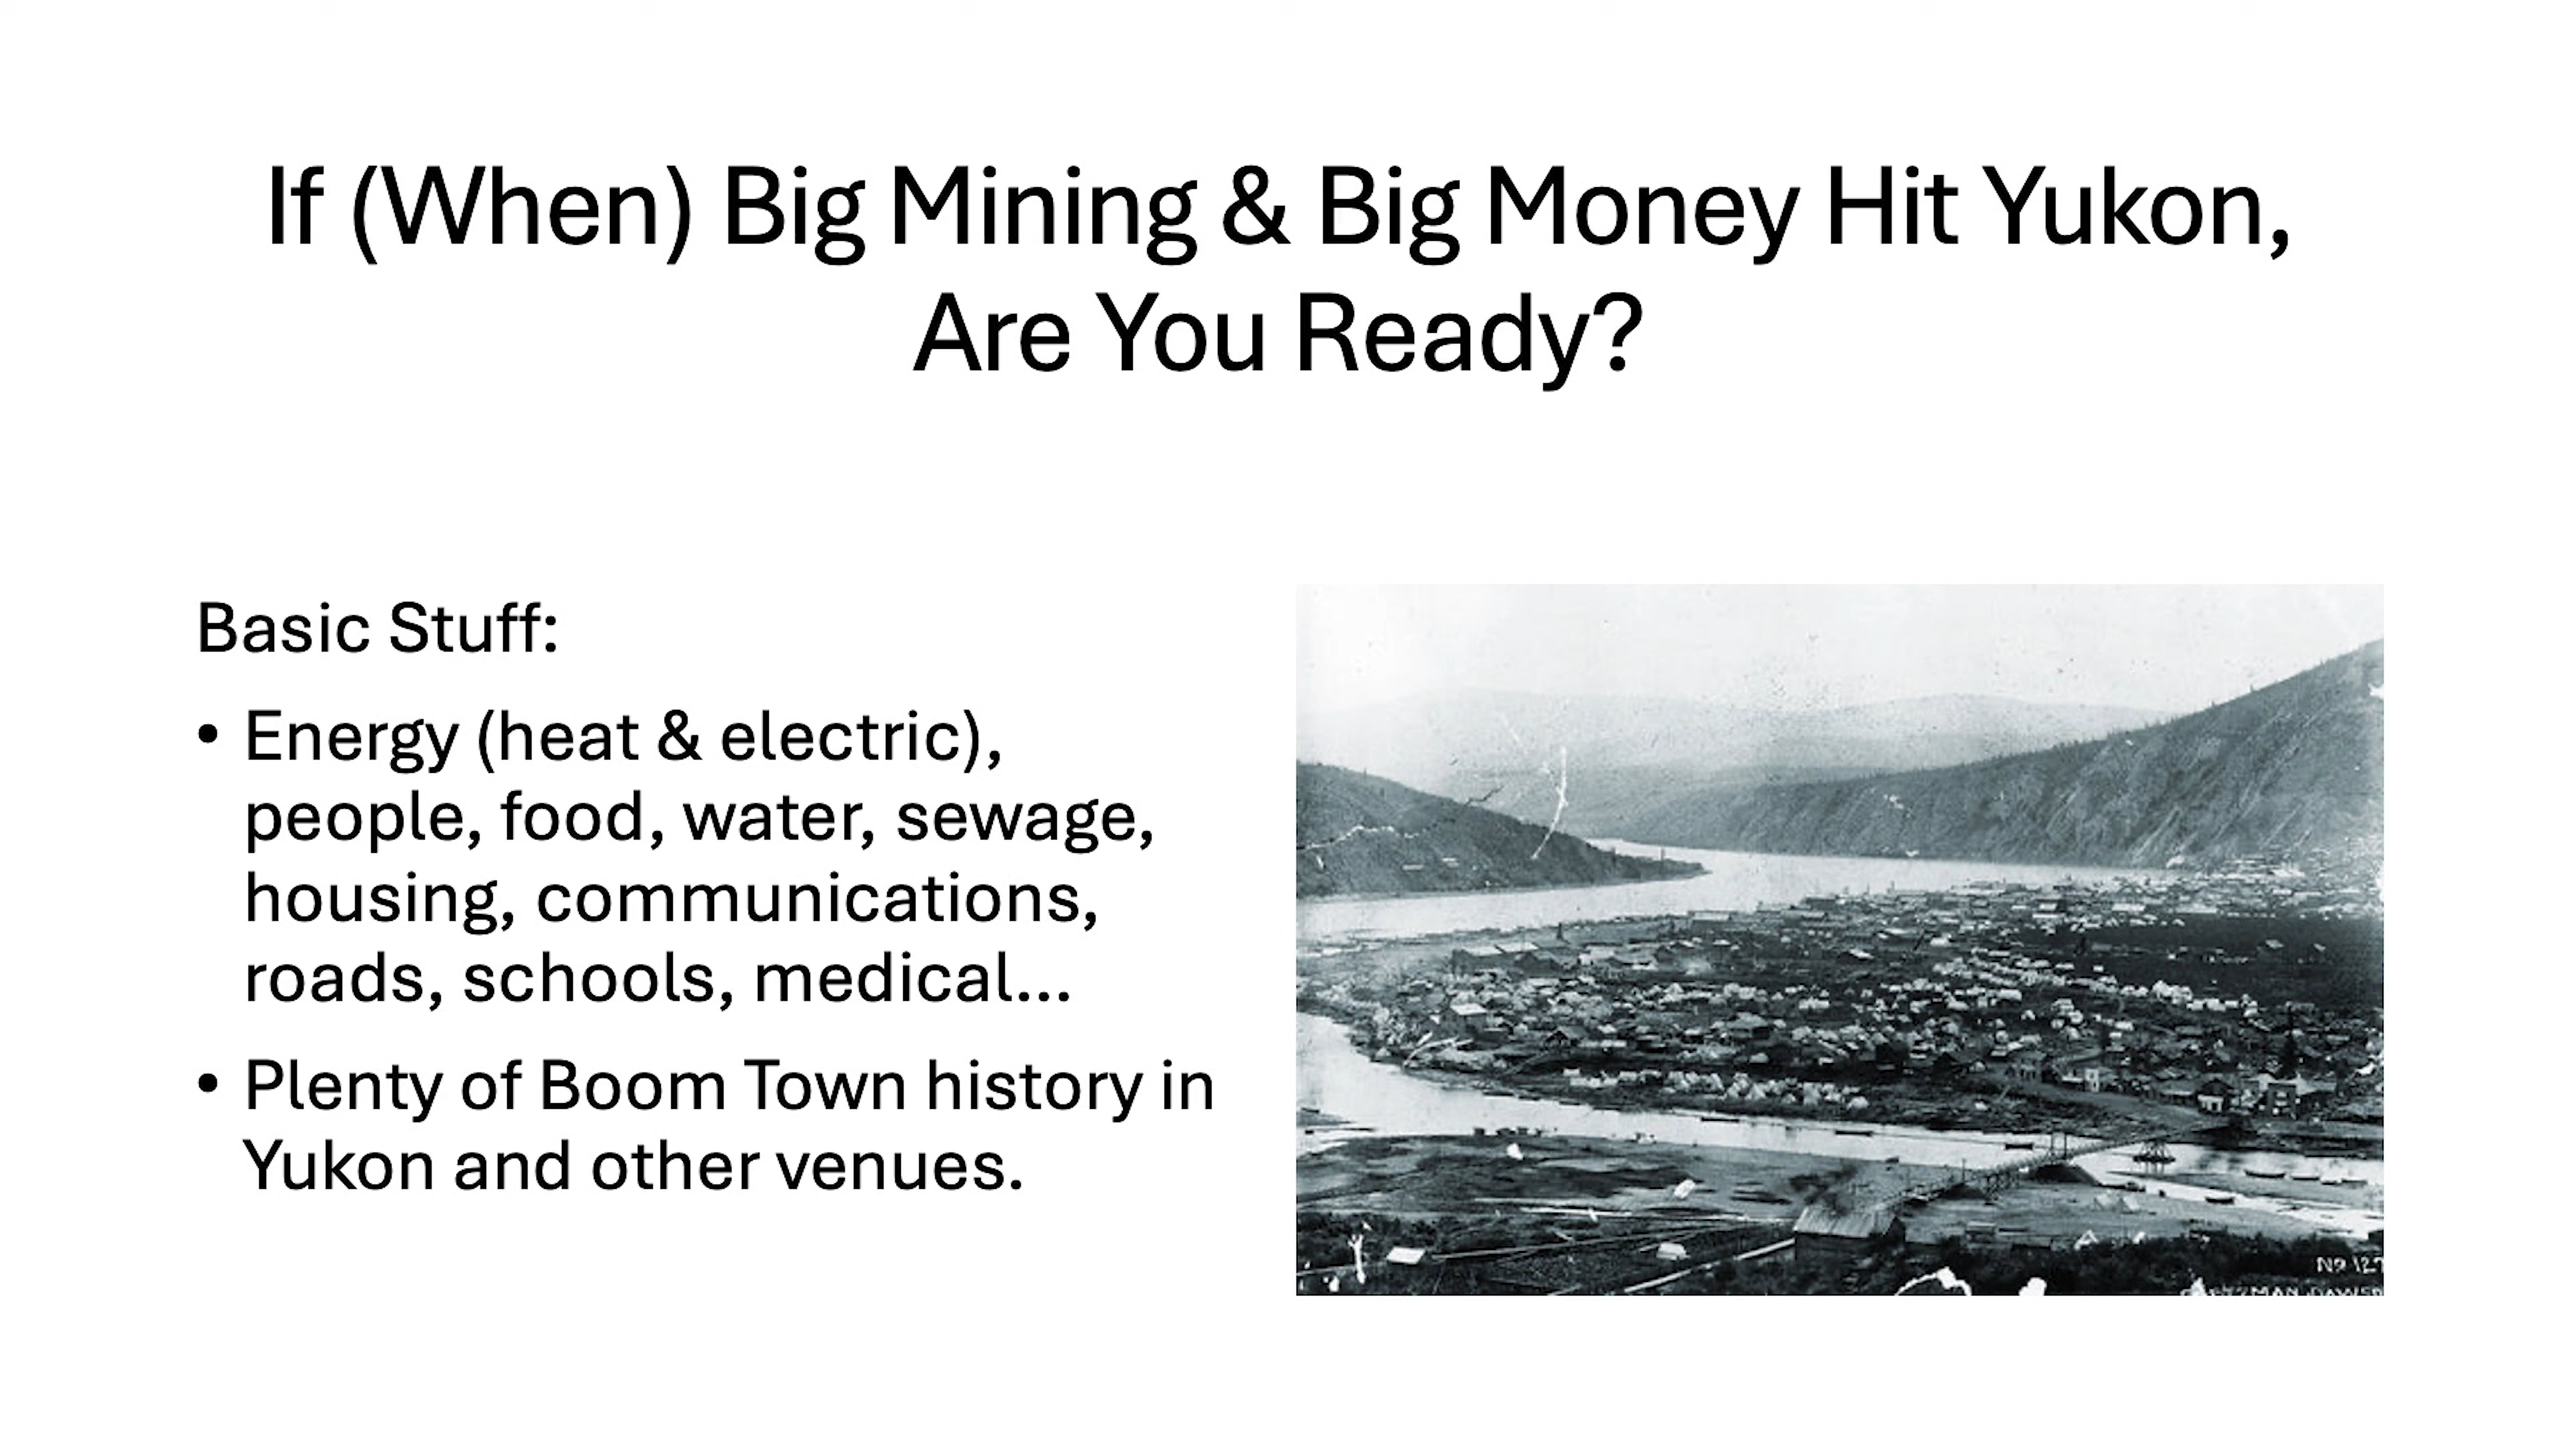 If (When) Big Mining & Big Money Hit Yukon,
Are You Ready?
Basic Stuff:
• Energy (heat & electric),
people, food, water, sewage,
housing, communications,
roads, schools, medical...
• Plenty of Boom Town history in
Yukon and other venues.